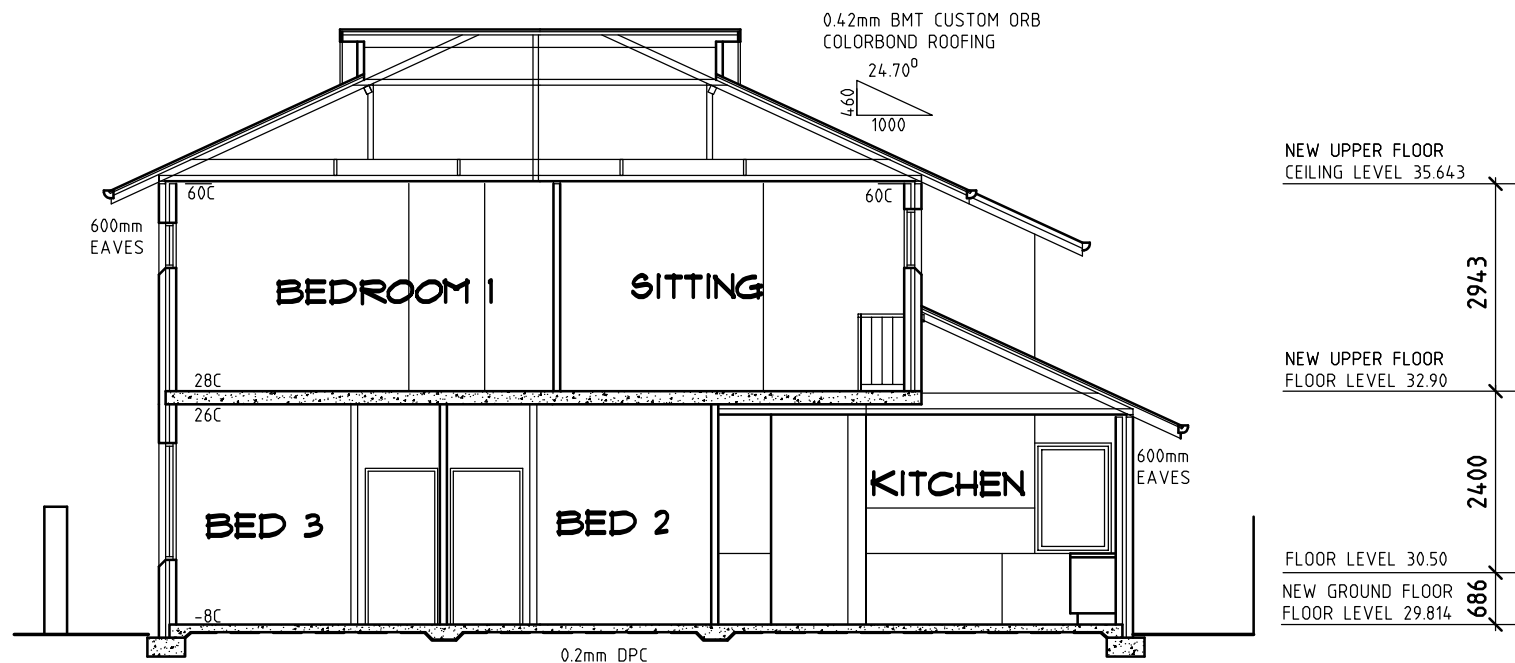 0.42mm BMT CUSTOM ORB
COLORBOND ROOFING
24.70⁰
460
1000
NEW UPPER FLOOR
CEILING LEVEL 35.643
60C
60C
600mm
EAVES
BEDROOM 1
SITTING
2943
NEW UPPER FLOOR
FLOOR LEVEL 32.90
28C
26C
600mm
EAVES
KITCHEN
2400
BED 3
BED 2
FLOOR LEVEL 30.50
NEW GROUND FLOOR
FLOOR LEVEL 29.814
686
-8C
0.2mm DPC